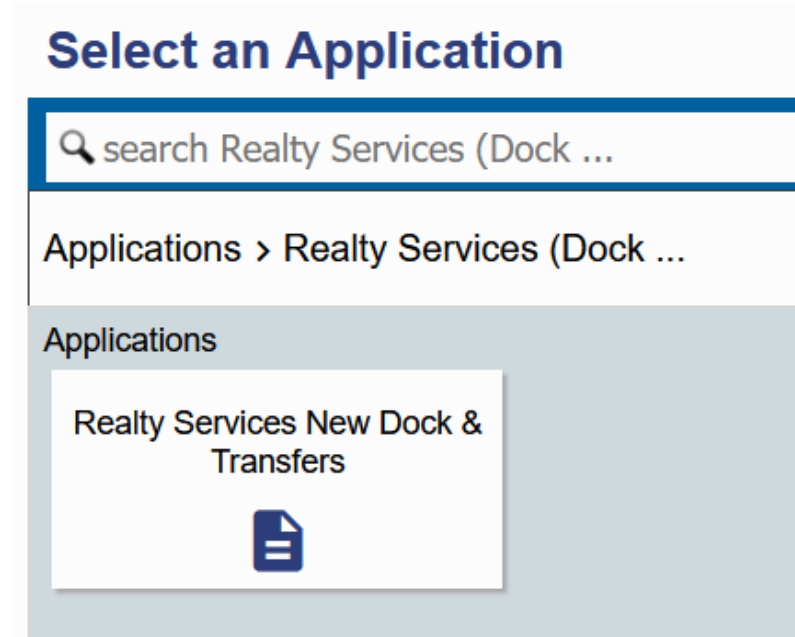 Select an Application
search Realty Services (Dock ...
Applications > Realty Services (Dock ...
Applications
Realty Services New Dock &
Transfers